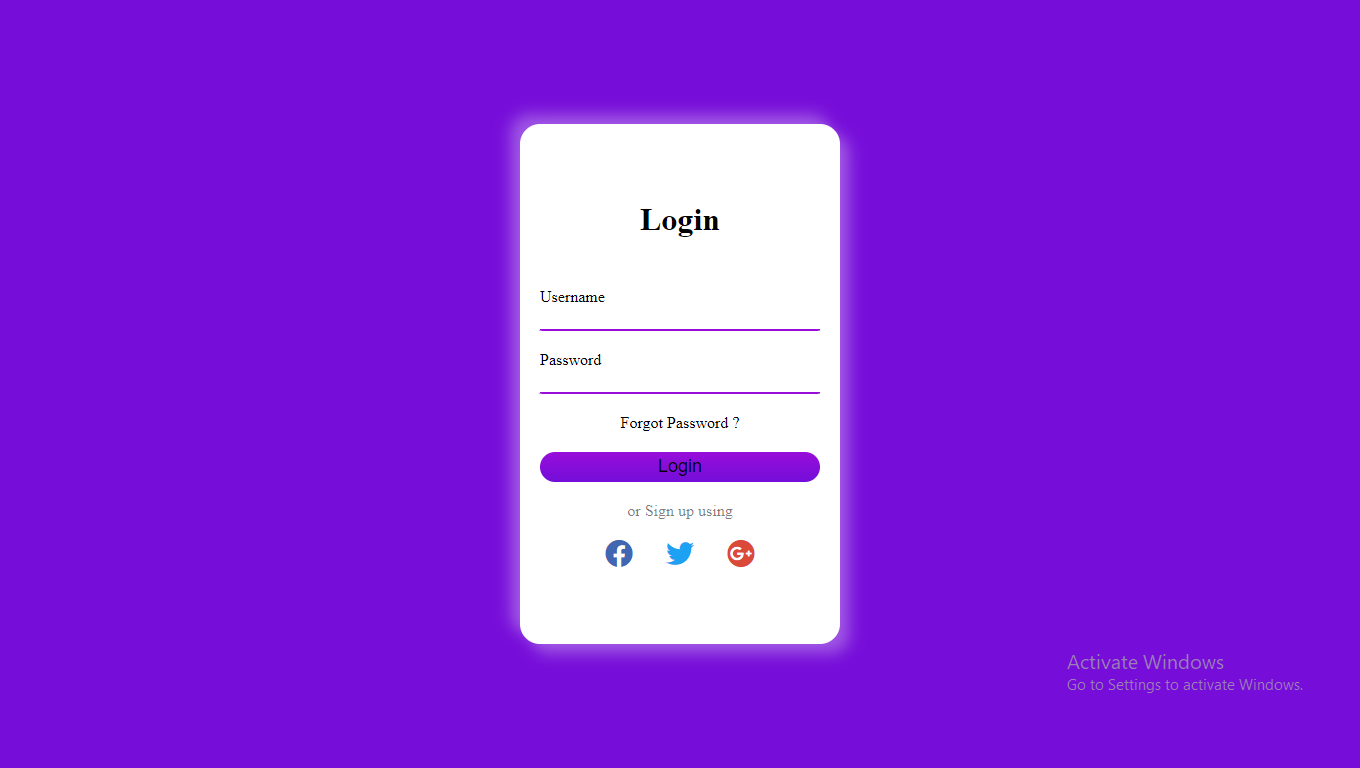 Login
Username
Password
Forgot Password ?
Login
or Sign up using
Activate Windows
Go to Settings to activate Windows.